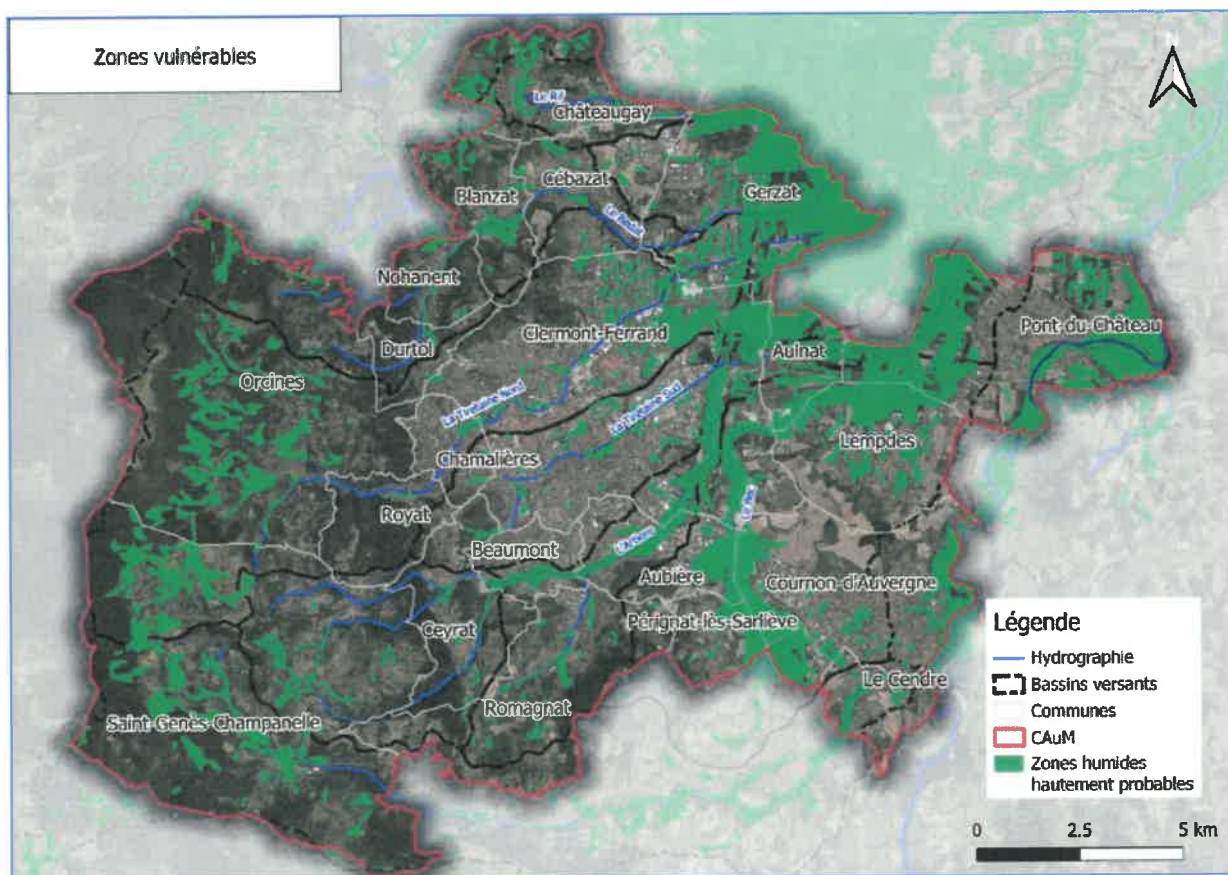 Zones vulnérables
N
Le Ri
Châteaugay
Cébazat
Blanzat
Gerzat
Le Bédat
Nohanent
Clermont-Ferrand
Pont-du-Château
Durtol
Aulnat
Orcines
La Tiretaine Nord
La Tiretaine Sud
Lempdes
Chamalières
Royat
L'Artière
Beaumont
Aubière
Cournon-d'Auvergne
Ceyrat
Pérignat-lès-Sarliève
Le Cendre
Romagnat
Saint-Genès-Champanelle
Légende
Hydrographie
Bassins versants
Communes
CAuM
Zones humides
hautement probables
0 2.5 5 km